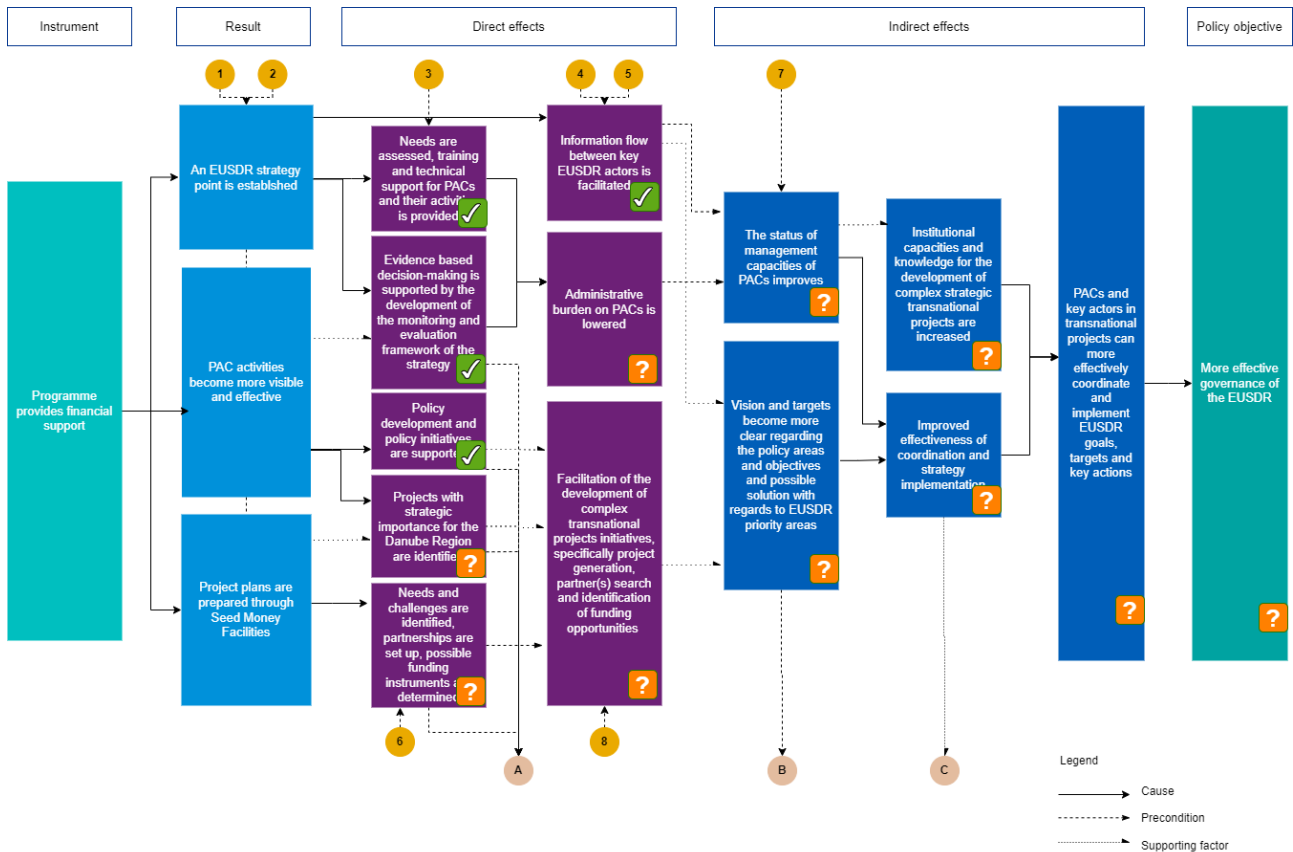 Instrument
Result
Direct effects
Indirect effects
Policy objective
1
2
3
4
5
7
Programme
provides financial
support
An EUSDR strategy
point is establshed
PAC activities
become more visible
and effective
Project plans are
prepared through
Seed Money
Facilities
Needs are
assessed, training
and technical
support for PACs
and their activities
is provided
Evidence based
decision-making is
supported by the
development of
the monitoring and
evaluation
framework of the
strategy
Policy
development and
policy initiatives
are supported
Projects with
strategic
importance for the
Danube Region
are identified
Needs and
challenges are
identified,
partnerships are
set up, possible
funding
instruments a
determined
Information flow
between key
EUSDR actors is
facilitated
Administrative
burden on PACs is
lowered
?
Facilitation of the
development of
complex
transnational
projects initiatives,
specifically project
generation,
partner(s) search
and identification
of funding
opportunities
?
The status of
management
capacities of
PACs improves
?
Vision and targets
become more
clear regarding
the policy areas
and objectives
and possible
solution with
regards to EUSDR
priority areas
?
Institutional
capacities and
knowledge for the
development of
complex strategic
transnational
projects are
increased
?
Improved
effectiveness of
coordination and
strategy
implementation
?
PACs and
key actors in
transnational
projects can
more
effectively
coordinate
and
implement
EUSDR
goals,
targets and
key actions
?
More effective
governance of
the EUSDR
?
?
?
6
8
A
B
C
Legend
Cause
Precondition
Supporting factor